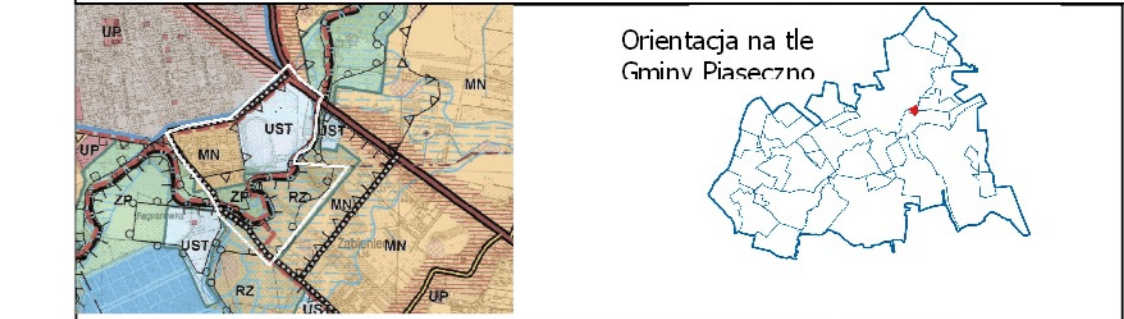 Orientacja na tle
Gminy Piaseczno
UP
MN
UST
UST
MN
UP
ZP
ZP
RZ
MN
UST
MN
RZ
UP
UST